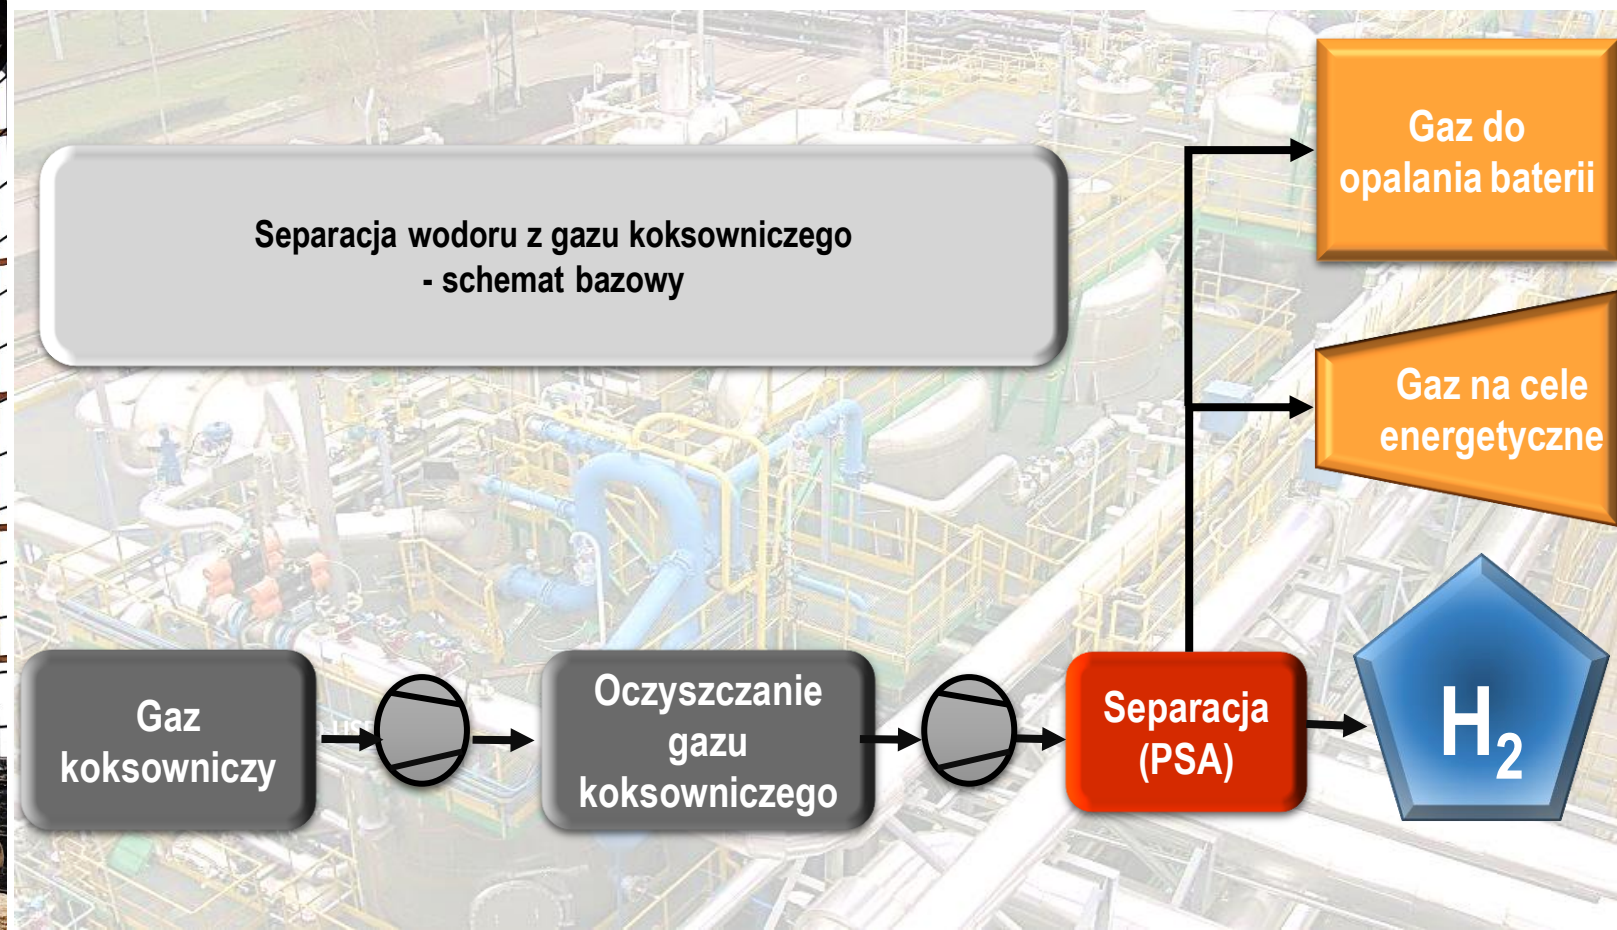 Gaz do
opalania baterii
Separacja wodoru z gazu koksowniczego
- schemat bazowy
Gaz na cele
energetyczne
Gaz
koksowniczy
Oczyszczanie
gazu
koksowniczego
Separacja
(PSA)
H₂